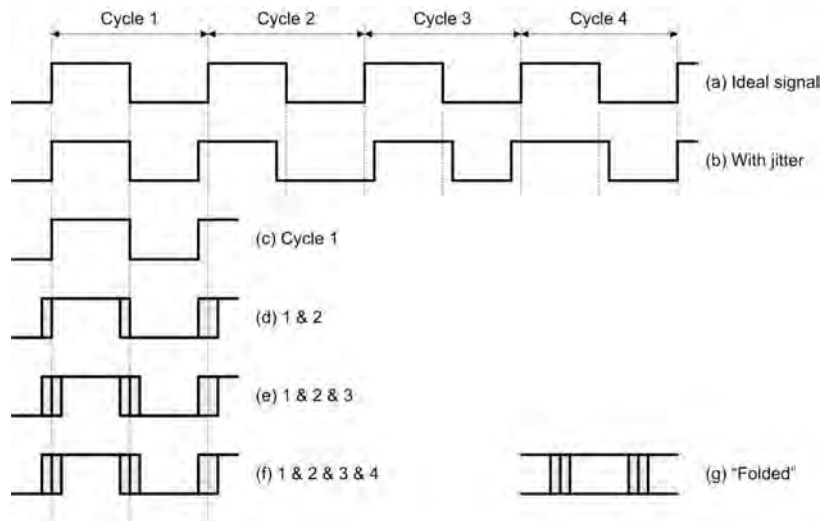 Cycle 1
Cycle 2
Cycle 3
Cycle 4
(a) Ideal signal
(b) With jitter
(c) Cycle 1
(d) 1 & 2
(e) 1 & 2 & 3
(f) 1 & 2 & 3 & 4
(g) "Folded"